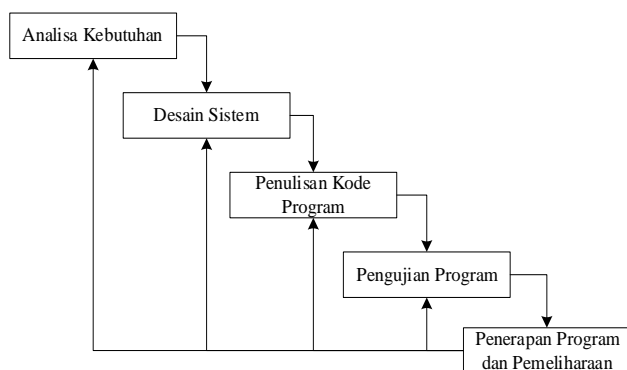 Analisa Kebutuhan
Desain Sistem
Penulisan Kode
Program
Pengujian Program
Penerapan Program
dan Pemeliharaan